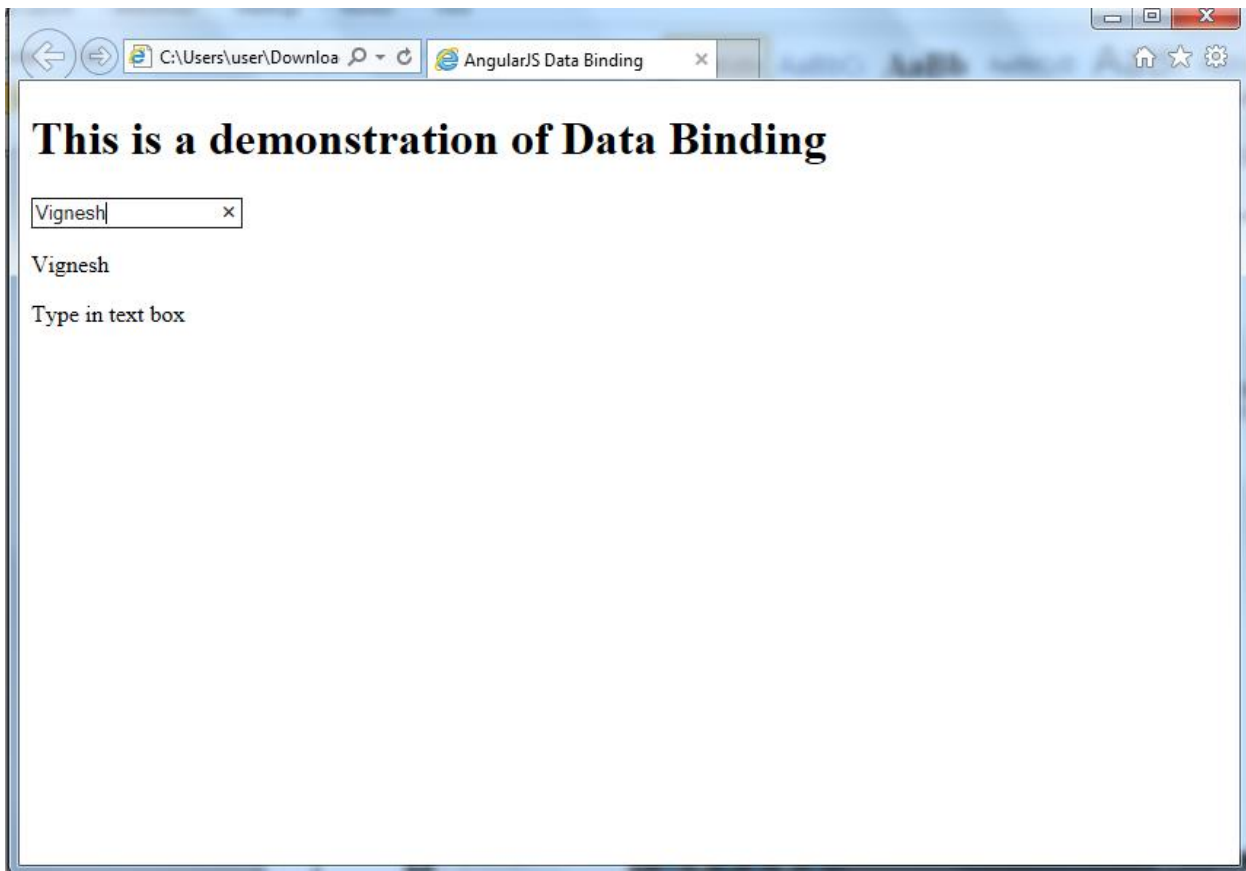 C:\Users\user\Downloa
AngularJS Data Binding
This is a demonstration of Data Binding
Vignesh
Vignesh
Type in text box